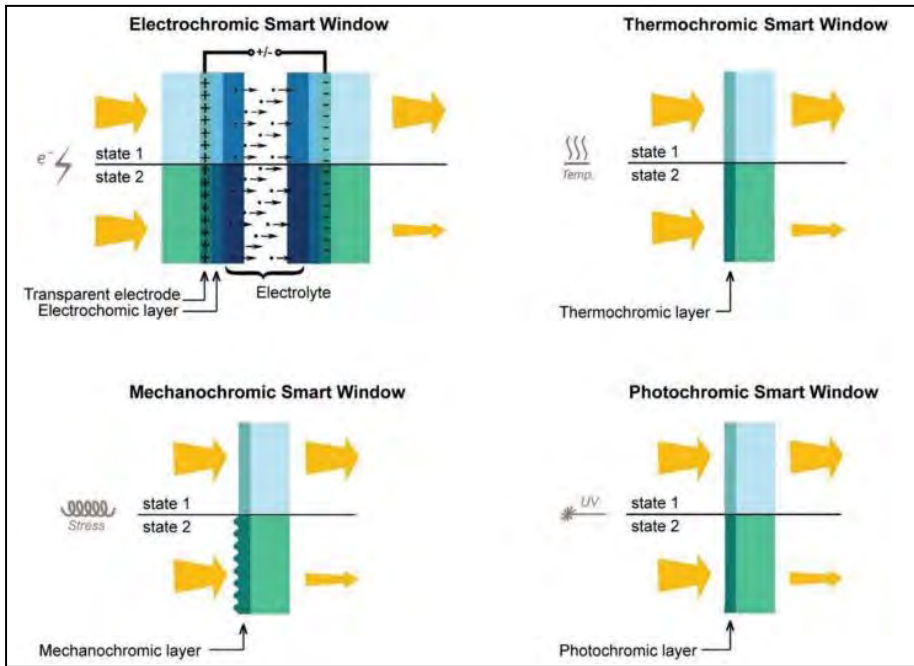 Electrochromic Smart Window
+/-
e⁻
state 1
state 2
Transparent electrode
Electrochomic layer
Electrolyte
Thermochromic Smart Window
Temp.
state 1
state 2
Thermochromic layer
Mechanochromic Smart Window
Stress
state 1
state 2
Mechanochromic layer
Photochromic Smart Window
UV
state 1
state 2
Photochromic layer